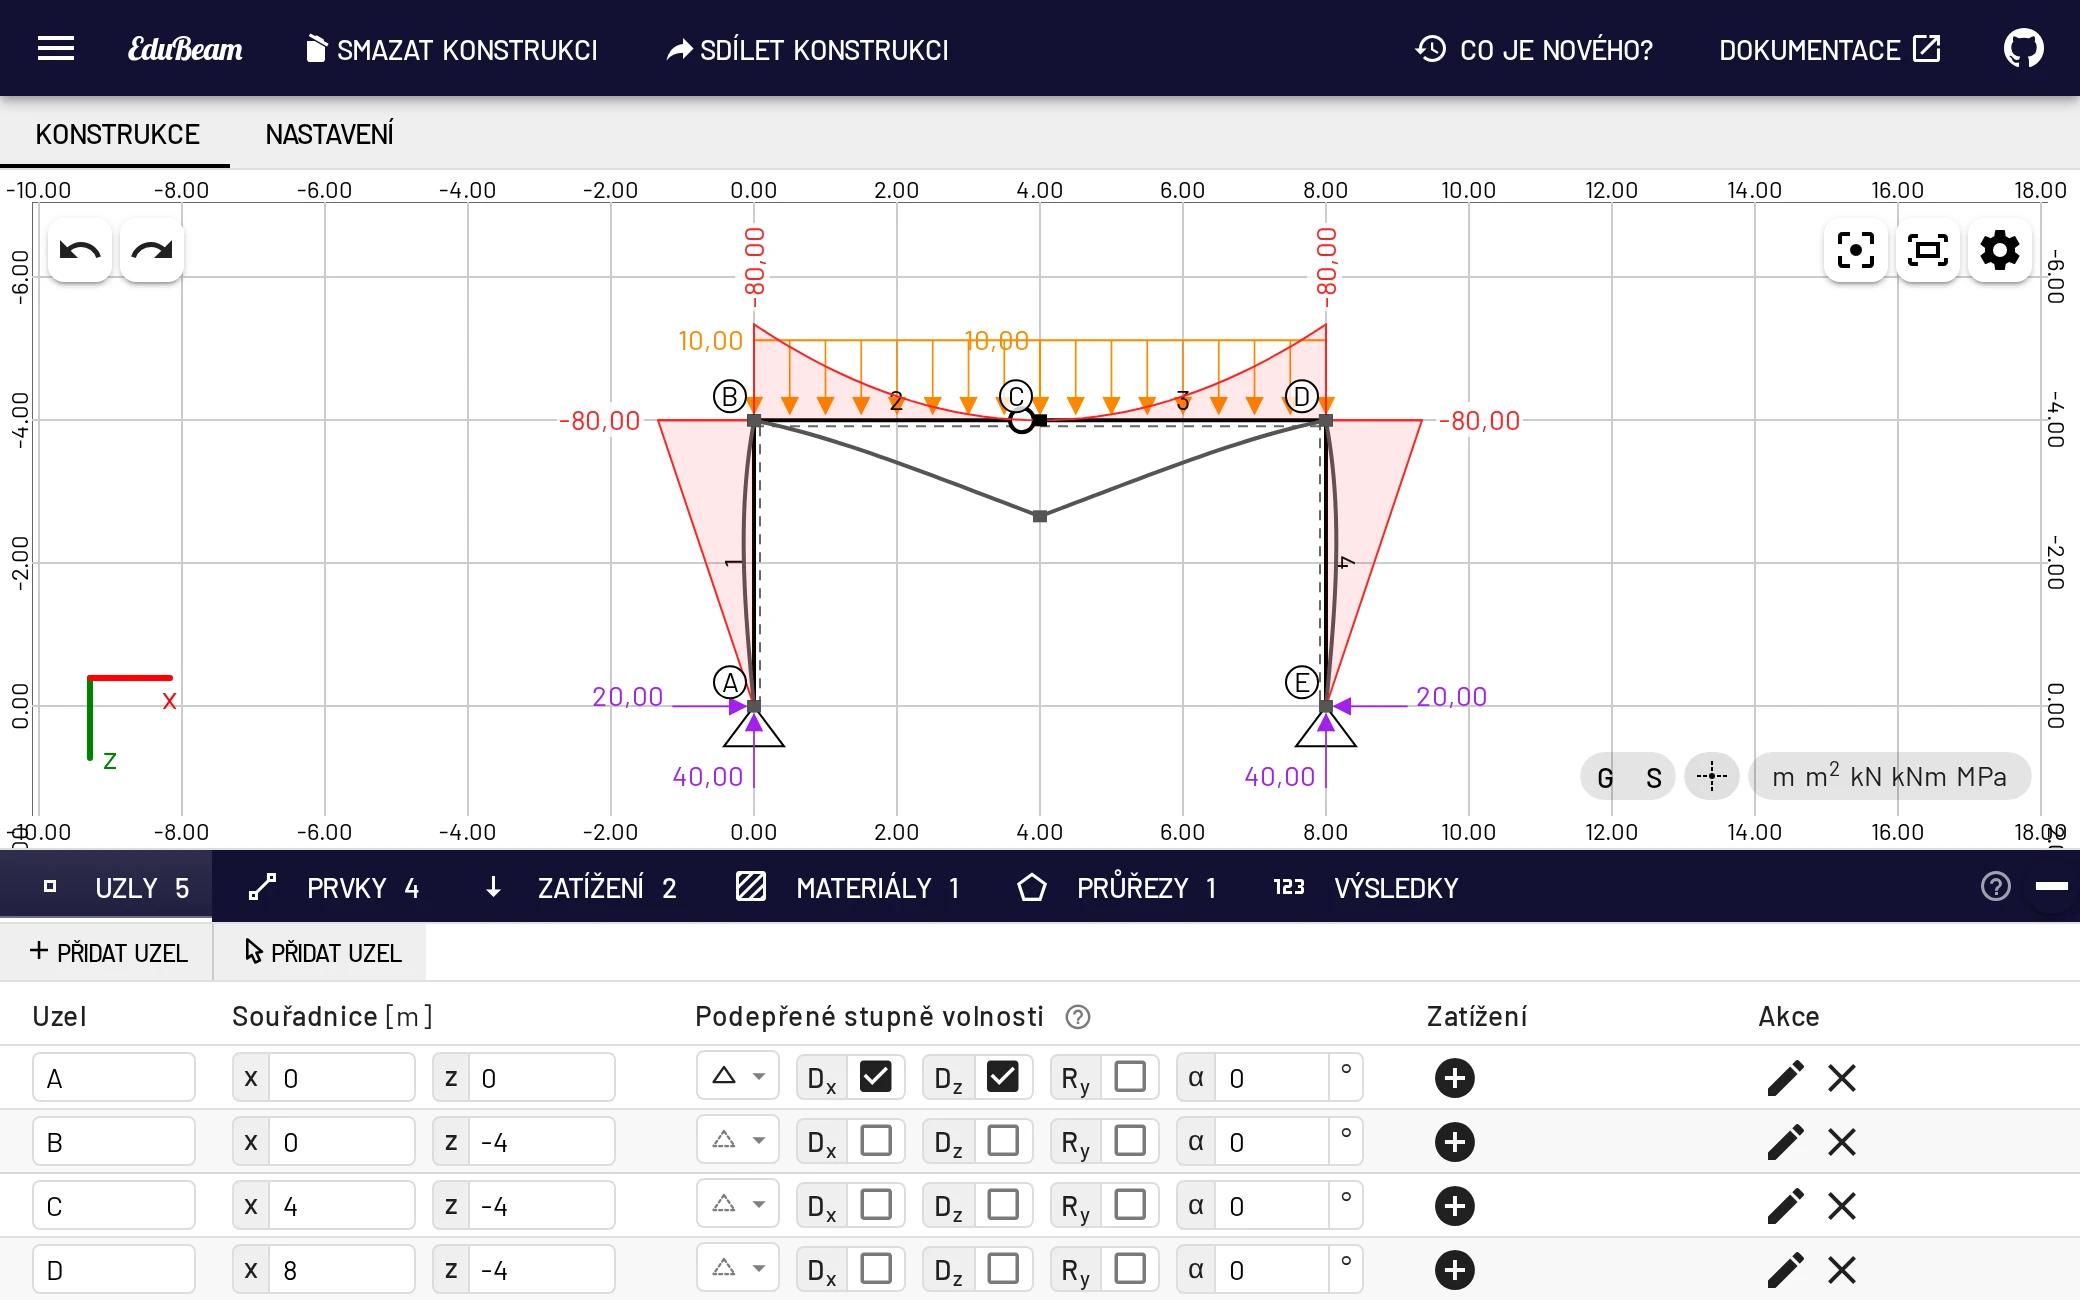 EduBeam SMAZAT KONSTRUKCI SDÍLET KONSTRUKCI CO JE NOVÉHO? DOKUMENTACE
KONSTRUKCE NASTAVENÍ
-10.00 -8.00 -6.00 -4.00 -2.00 0.00 2.00 4.00 6.00 8.00 10.00 12.00 14.00 16.00 18.00
-6.00 -80,00 -80,00 -6.00
10,00 10,00
B 2 C 3 D
-4.00 -80,00 -80,00 -4.00
-2.00 1 4 -2.00
A E
0.00 20,00 20,00 0.00
x
z
40,00 40,00 G S m m² kN kNm MPa
-10.00 -8.00 -6.00 -4.00 -2.00 0.00 2.00 4.00 6.00 8.00 10.00 12.00 14.00 16.00 18.00
UZLY 5 PRVKY 4 ZATÍŽENÍ 2 MATERIÁLY 1 PRŮŘEZY 1 123 VÝSLEDKY
+ PŘIDAT UZEL PŘIDAT UZEL
Uzel Souřadnice [m] Podepřené stupně volnosti Zatížení Akce
A x 0 z 0 Dx Dz Ry α 0 °
B x 0 z -4 Dx Dz Ry α 0 °
C x 4 z -4 Dx Dz Ry α 0 °
D x 8 z -4 Dx Dz Ry α 0 °